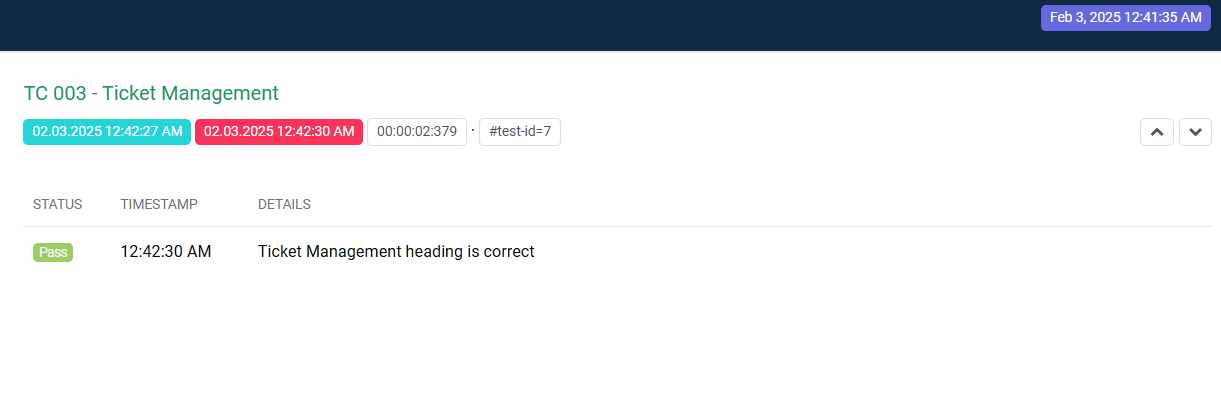 Feb 3, 2025 12:41:35 AM
TC 003 - Ticket Management
02.03.2025 12:42:27 AM 02.03.2025 12:42:30 AM 00:00:02:379 · #test-id=7
STATUS TIMESTAMP DETAILS
Pass 12:42:30 AM Ticket Management heading is correct